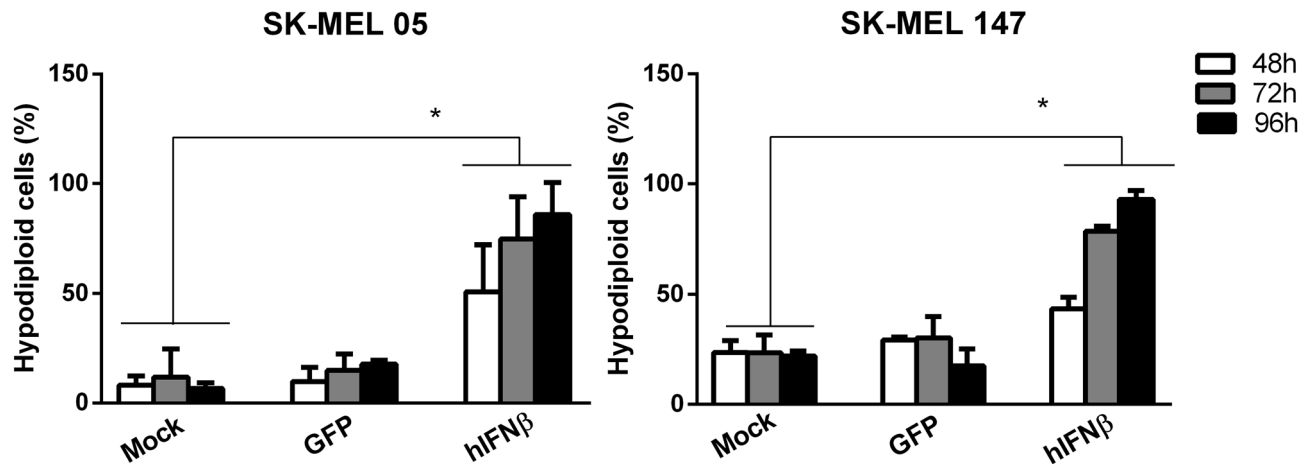 SK-MEL 05
150
100
50
0
Hypodiploid cells (%)
*
Mock
GFP
hIFNβ
SK-MEL 147
150
100
50
0
Hypodiploid cells (%)
*
Mock
GFP
hIFNβ
48h
72h
96h